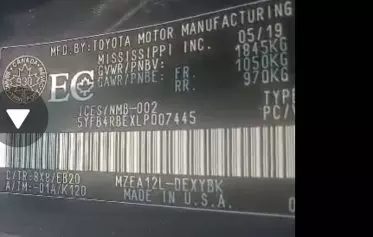 MFD.BY:TOYOTA MOTOR MANUFACTURING
MISSISSIPPI INC. 05/19
GVWR/PNBV: 1845KG
GAWR/PNBE: FR. 1050KG
RR. 970KG
EC
ICES/NMB-002 TYPE
5YFB4RBEXLP007445 PC/
C/TR:8X8/EB20
A/TM:-01A/K120
MZEA12L-DEXYBK
MADE IN U.S.A.